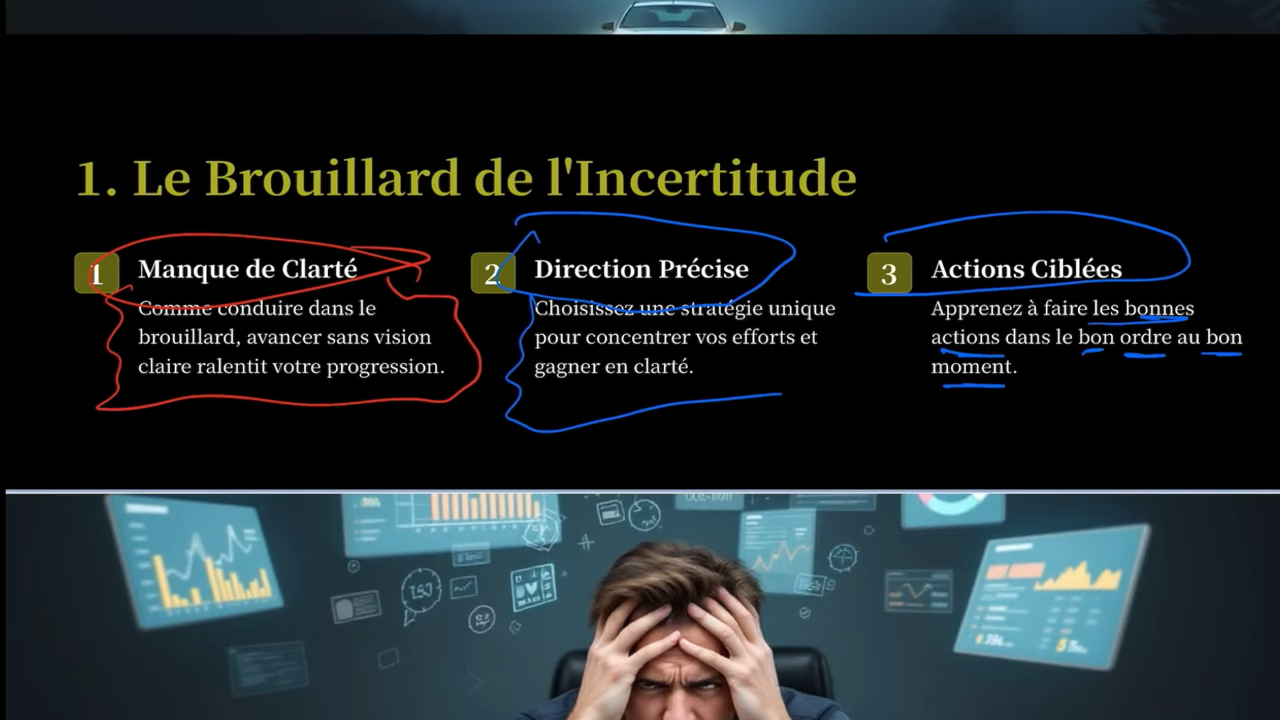 1. Le Brouillard de l'Incertitude
1
Manque de Clarté
Comme conduire dans le
brouillard, avancer sans vision
claire ralentit votre progression.
2
Direction Précise
Choisissez une stratégie unique
pour concentrer vos efforts et
gagner en clarté.
3
Actions Ciblées
Apprenez à faire les bonnes
actions dans le bon ordre au bon
moment.